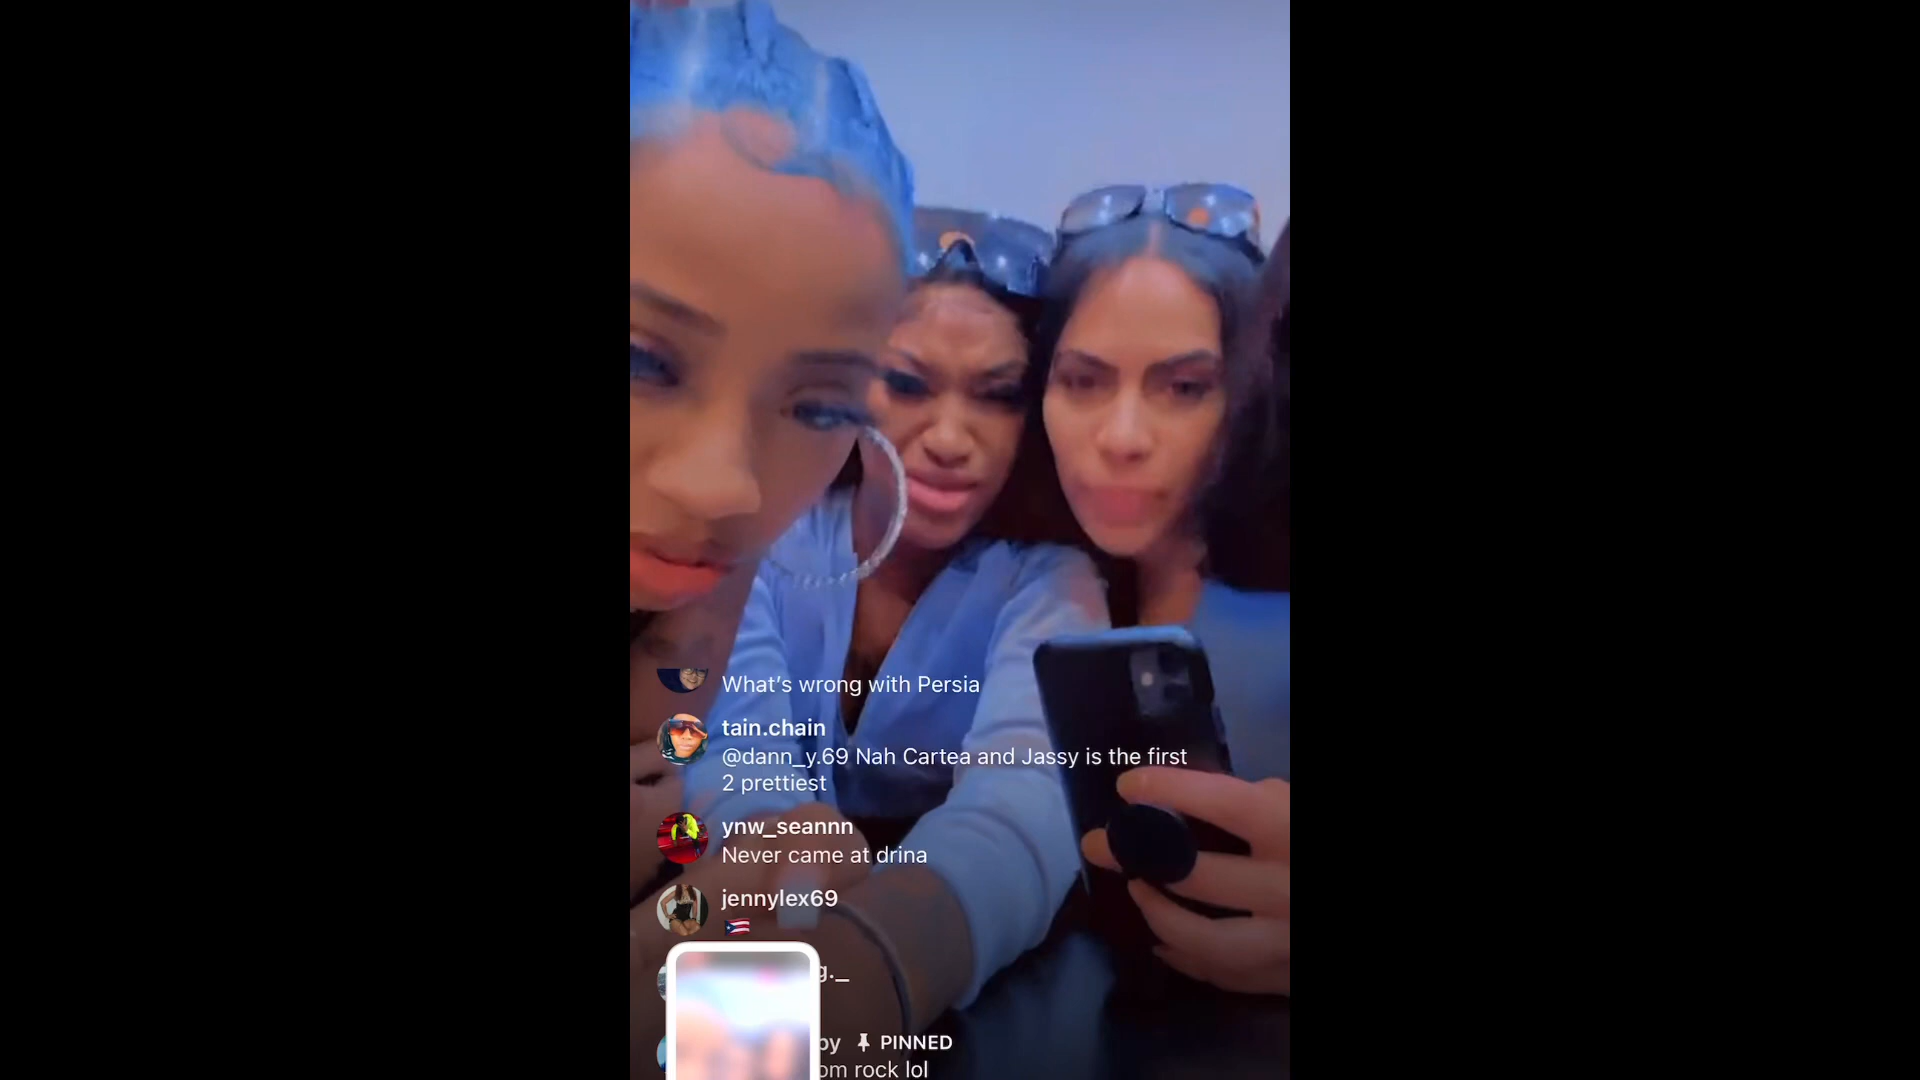 What's wrong with Persia
tain.chain
@dann_y.69 Nah Cartea and Jassy is the first
2 prettiest
ynw_seannn
Never came at drina
jennylex69
🇵🇷
PINNED
rock lol